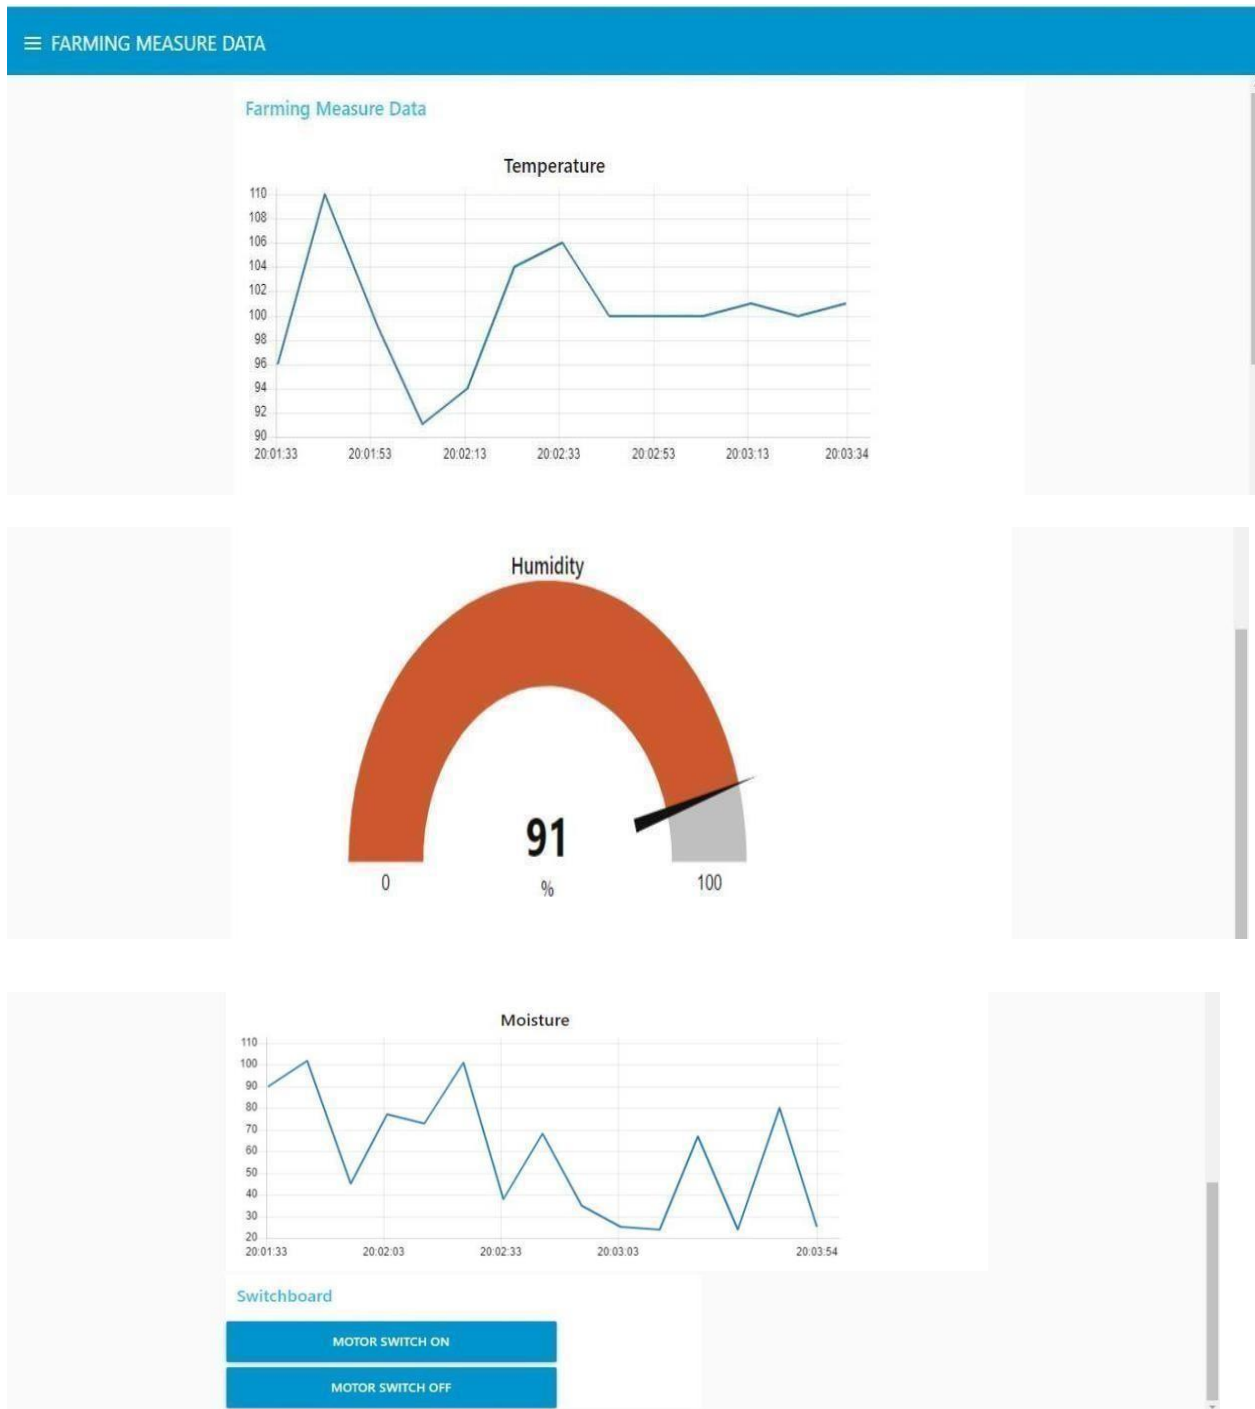 ☰ FARMING MEASURE DATA
Farming Measure Data
Temperature
110
108
106
104
102
100
98
96
94
92
90
20:01:33 20:01:53 20:02:13 20:02:33 20:02:53 20:03:13 20:03:34
Humidity
91
0 % 100
Moisture
110
100
90
80
70
60
50
40
30
20
20:01:33 20:02:03 20:02:33 20:03:03 20:03:54
Switchboard
MOTOR SWITCH ON
MOTOR SWITCH OFF